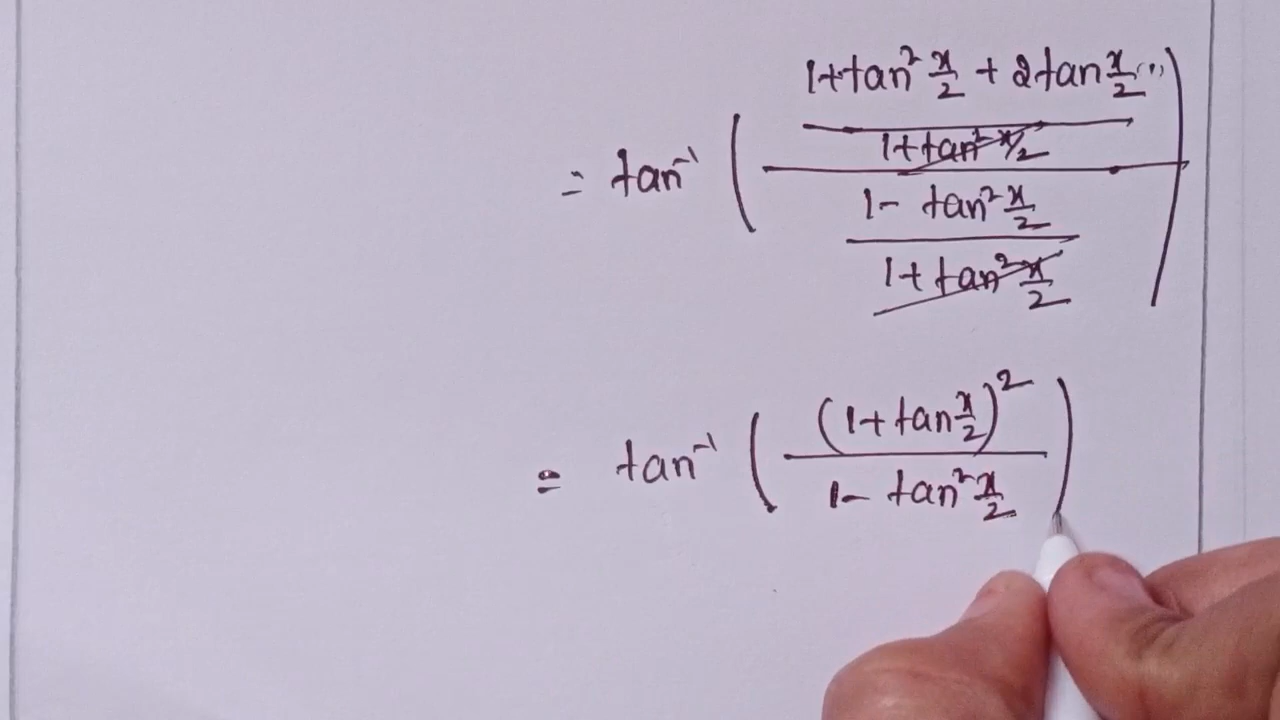 1+tan² x/2 + 2tan x/2 (1)
1+tan² x/2
= tan⁻¹ (
1- tan² x/2
1+ tan² x/2
(1+tan x/2)²
= tan⁻¹ (
)
1- tan² x/2